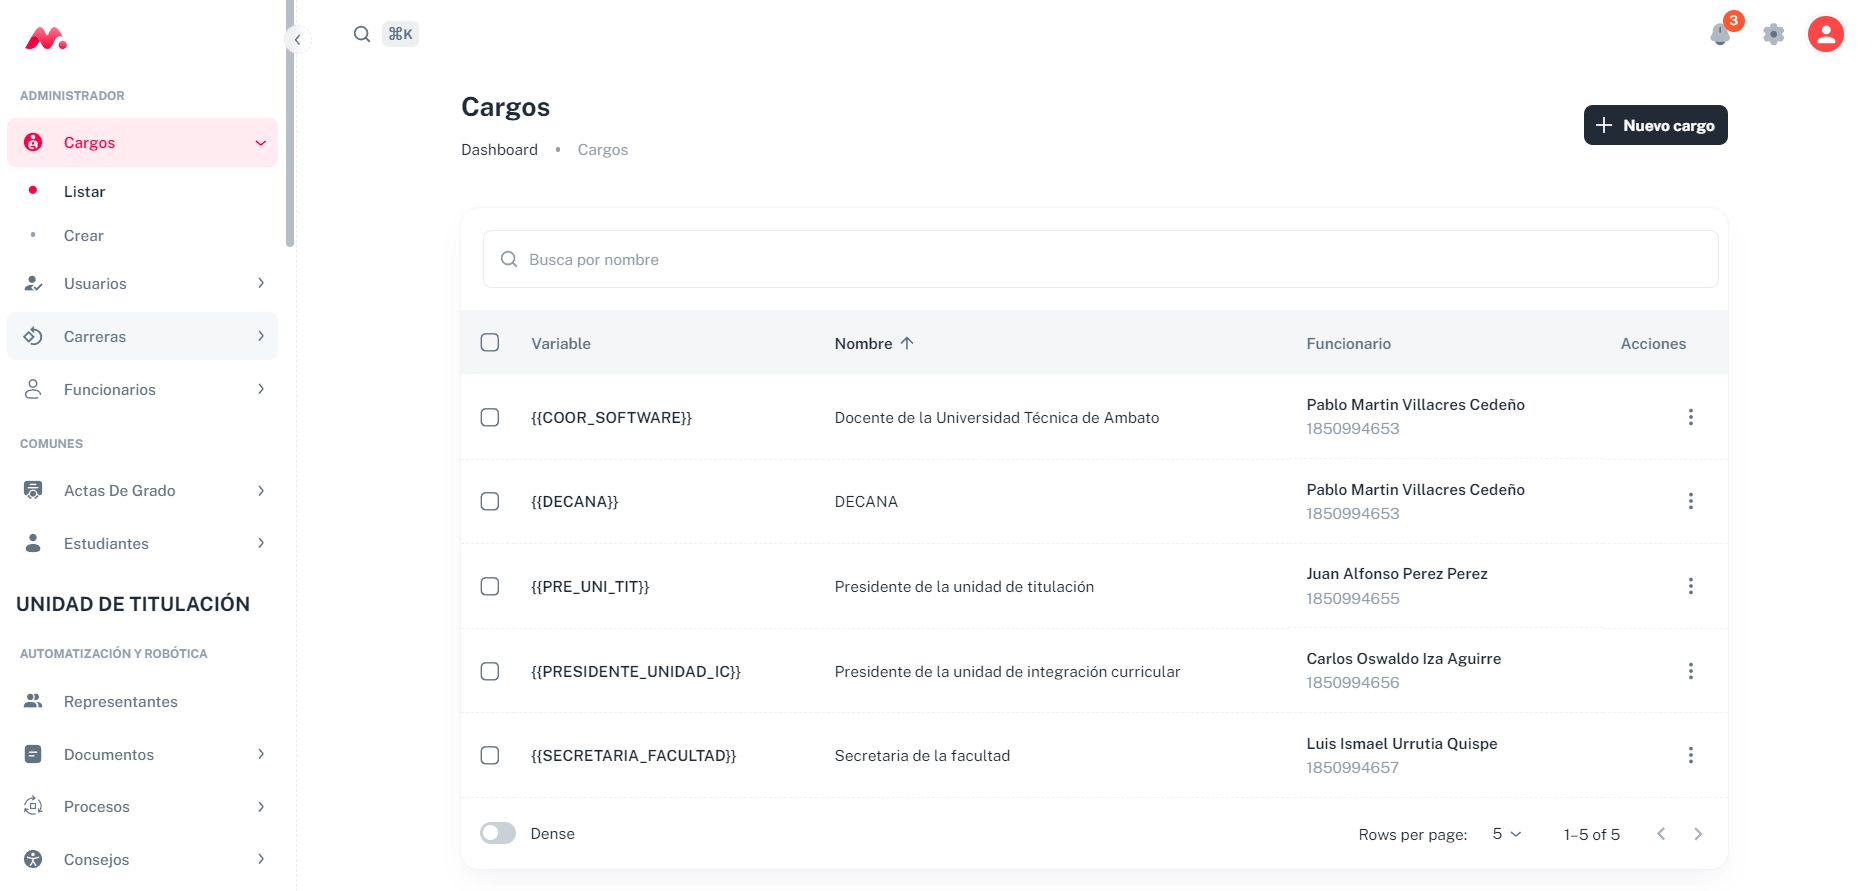 ADMINISTRADOR
Cargos
Listar
Crear
Usuarios
Carreras
Funcionarios
COMUNES
Actas De Grado
Estudiantes
UNIDAD DE TITULACIÓN
AUTOMATIZACIÓN Y ROBÓTICA
Representantes
Documentos
Procesos
Consejos
⌘K
3
Cargos
Dashboard • Cargos
Nuevo cargo
Busca por nombre
Variable Nombre Funcionario Acciones
{{COOR_SOFTWARE}} Docente de la Universidad Técnica de Ambato Pablo Martin Villacres Cedeño
1850994653
{{DECANA}} DECANA Pablo Martin Villacres Cedeño
1850994653
{{PRE_UNI_TIT}} Presidente de la unidad de titulación Juan Alfonso Perez Perez
1850994655
{{PRESIDENTE_UNIDAD_IC}} Presidente de la unidad de integración curricular Carlos Oswaldo Iza Aguirre
1850994656
{{SECRETARIA_FACULTAD}} Secretaria de la facultad Luis Ismael Urrutia Quispe
1850994657
Dense Rows per page: 5 1–5 of 5